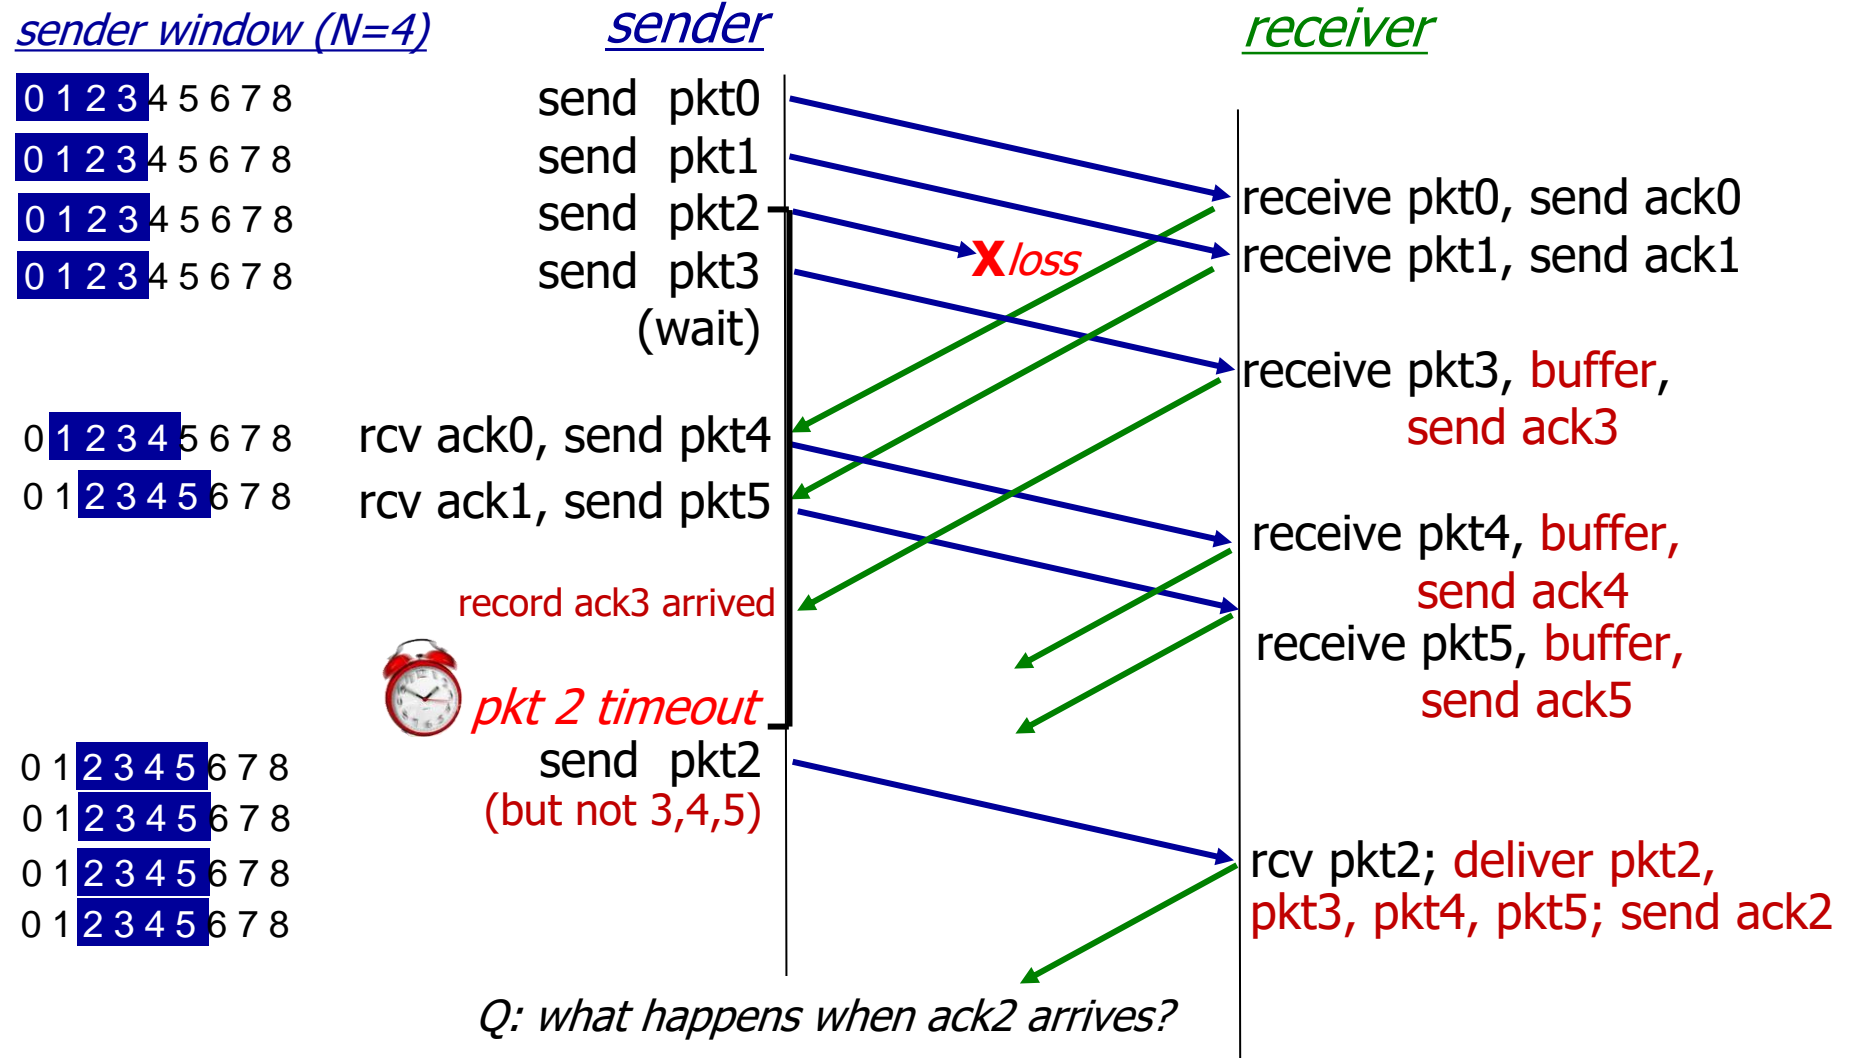 sender window (N=4)
sender
receiver
0 1 2 3 4 5 6 7 8
send pkt0
0 1 2 3 4 5 6 7 8
send pkt1
0 1 2 3 4 5 6 7 8
send pkt2
0 1 2 3 4 5 6 7 8
send pkt3
(wait)
X loss
receive pkt0, send ack0
receive pkt1, send ack1
receive pkt3, buffer,
send ack3
0 1 2 3 4 5 6 7 8
rcv ack0, send pkt4
0 1 2 3 4 5 6 7 8
rcv ack1, send pkt5
receive pkt4, buffer,
send ack4
record ack3 arrived
receive pkt5, buffer,
send ack5
pkt 2 timeout
0 1 2 3 4 5 6 7 8
send pkt2
0 1 2 3 4 5 6 7 8
(but not 3,4,5)
0 1 2 3 4 5 6 7 8
0 1 2 3 4 5 6 7 8
rcv pkt2; deliver pkt2,
pkt3, pkt4, pkt5; send ack2
Q: what happens when ack2 arrives?